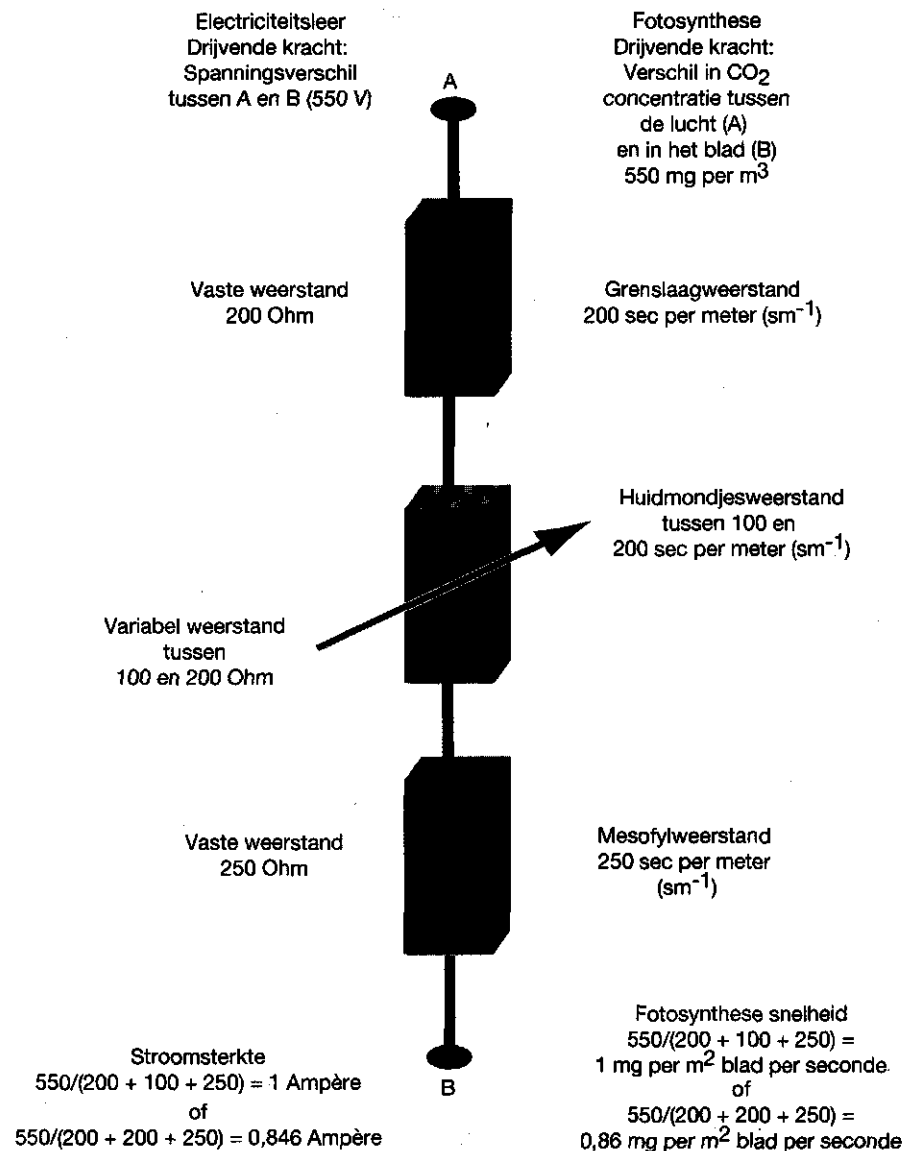 Electriciteitsleer
Drijvende kracht:
Spanningsverschil
tussen A en B (550 V)
A
Fotosynthese
Drijvende kracht:
Verschil in CO2
concentratie tussen
de lucht (A)
en in het blad (B)
550 mg per m3
Vaste weerstand
200 Ohm
Grenslaagweerstand
200 sec per meter (sm-1)
Huidmondjesweerstand
tussen 100 en
200 sec per meter (sm-1)
Variabel weerstand
tussen
100 en 200 Ohm
Vaste weerstand
250 Ohm
Mesofylweerstand
250 sec per meter
(sm-1)
Stroomsterkte
550/(200 + 100 + 250) = 1 Ampère
of
550/(200 + 200 + 250) = 0,846 Ampère
B
Fotosynthese snelheid
550/(200 + 100 + 250) =
1 mg per m2 blad per seconde
of
550/(200 + 200 + 250) =
0,86 mg per m2 blad per seconde